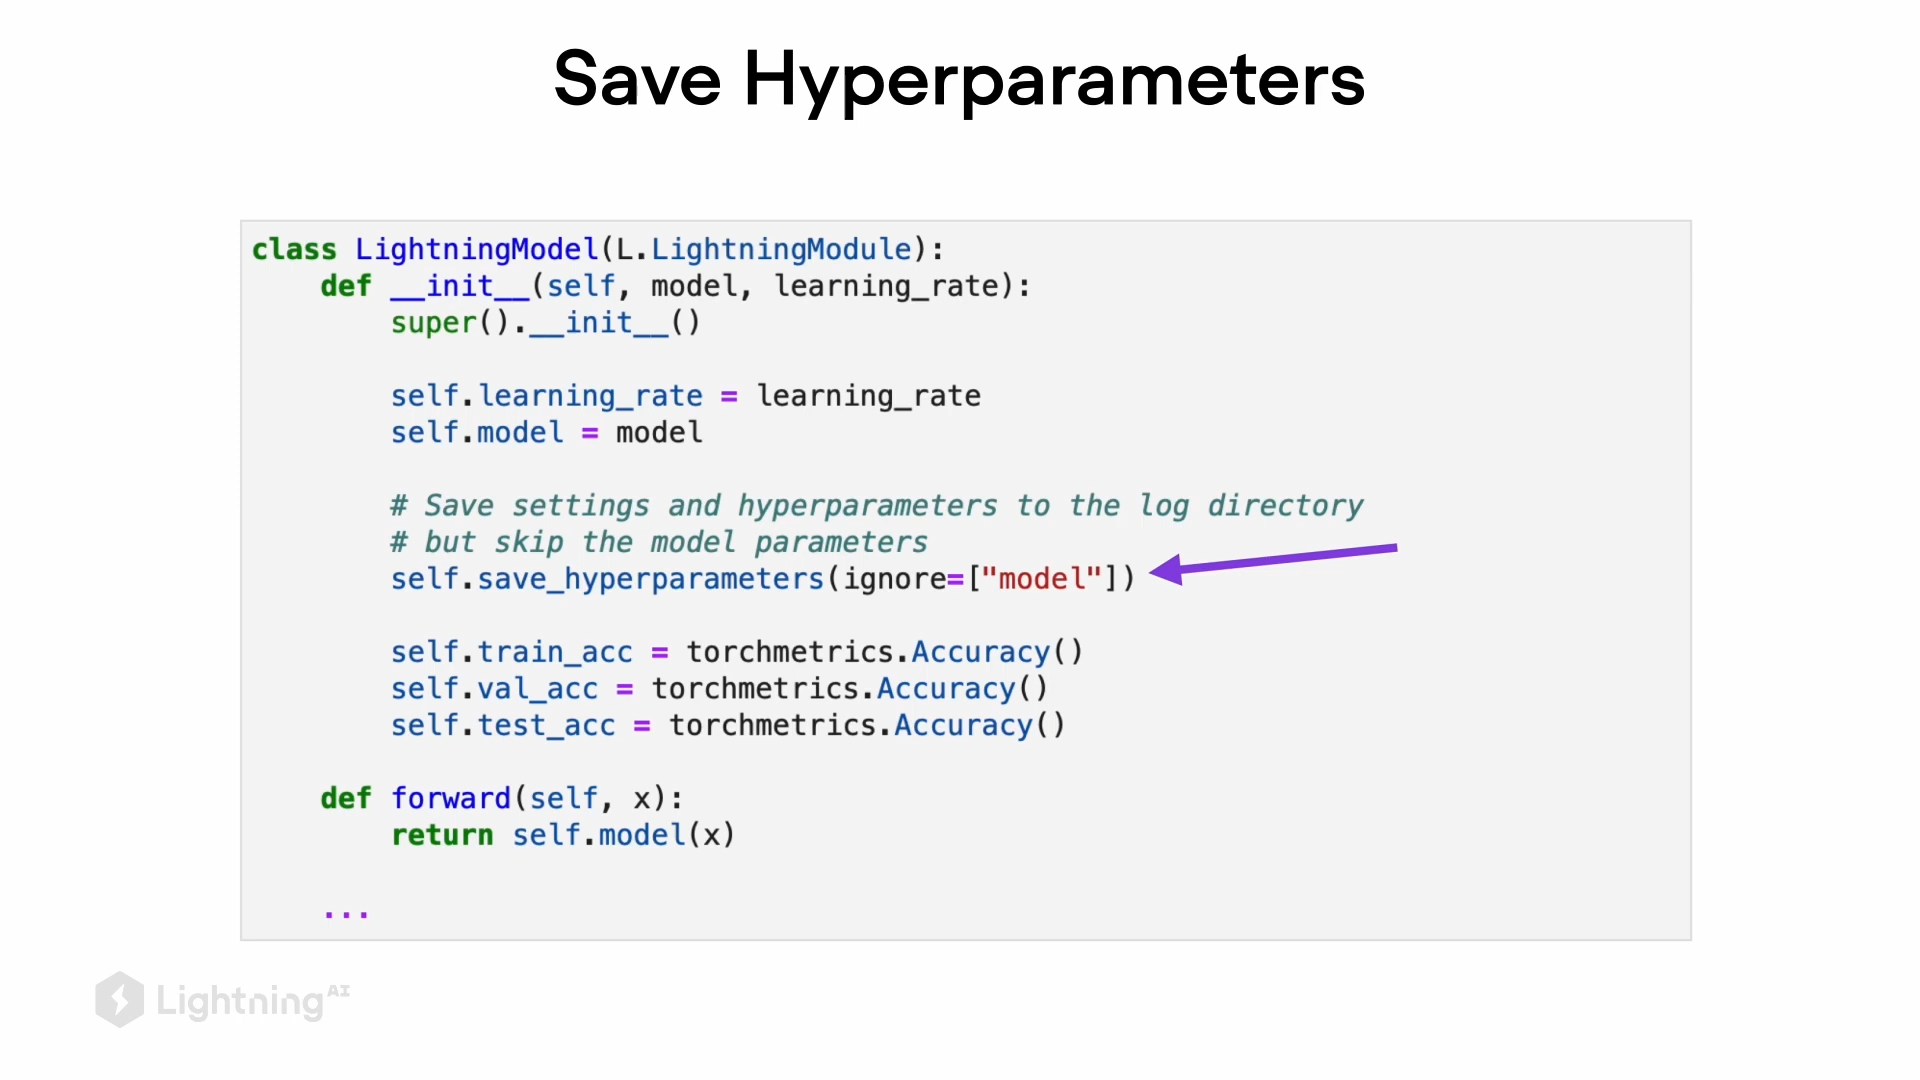 Save Hyperparameters
class LightningModel(L.LightningModule):
    def __init__(self, model, learning_rate):
        super().__init__()
        self.learning_rate = learning_rate
        self.model = model
        # Save settings and hyperparameters to the log directory
        # but skip the model parameters
        self.save_hyperparameters(ignore=["model"])
        self.train_acc = torchmetrics.Accuracy()
        self.val_acc = torchmetrics.Accuracy()
        self.test_acc = torchmetrics.Accuracy()
    def forward(self, x):
        return self.model(x)
    ...
Lightning AI